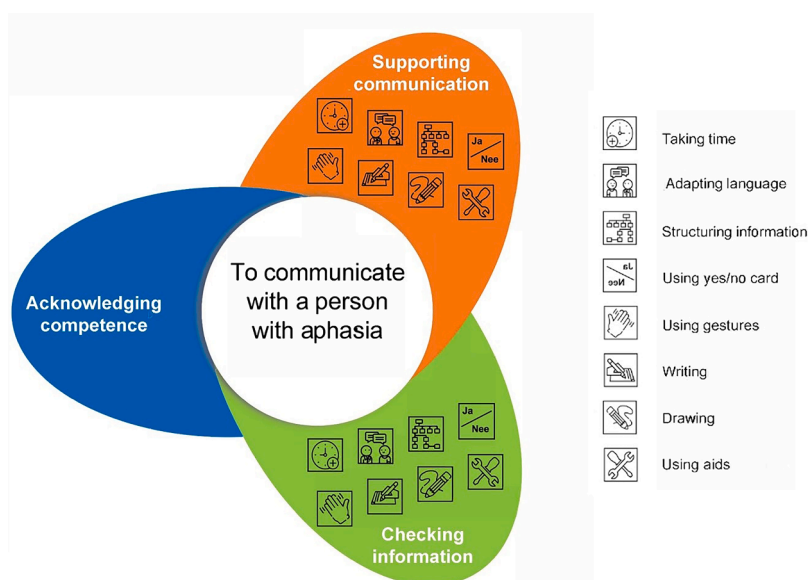 Supporting
communication
Ja
Nee
Acknowledging
competence
To communicate
with a person
with aphasia
Ja
Nee
Checking
information
Taking time
Adapting language
Structuring information
Ja
Nee
Using yes/no card
Using gestures
Writing
Drawing
Using aids